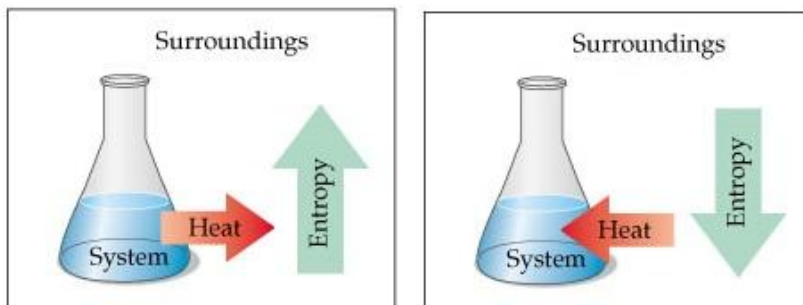 Surroundings
Entropy
Heat
System
Surroundings
Entropy
Heat
System